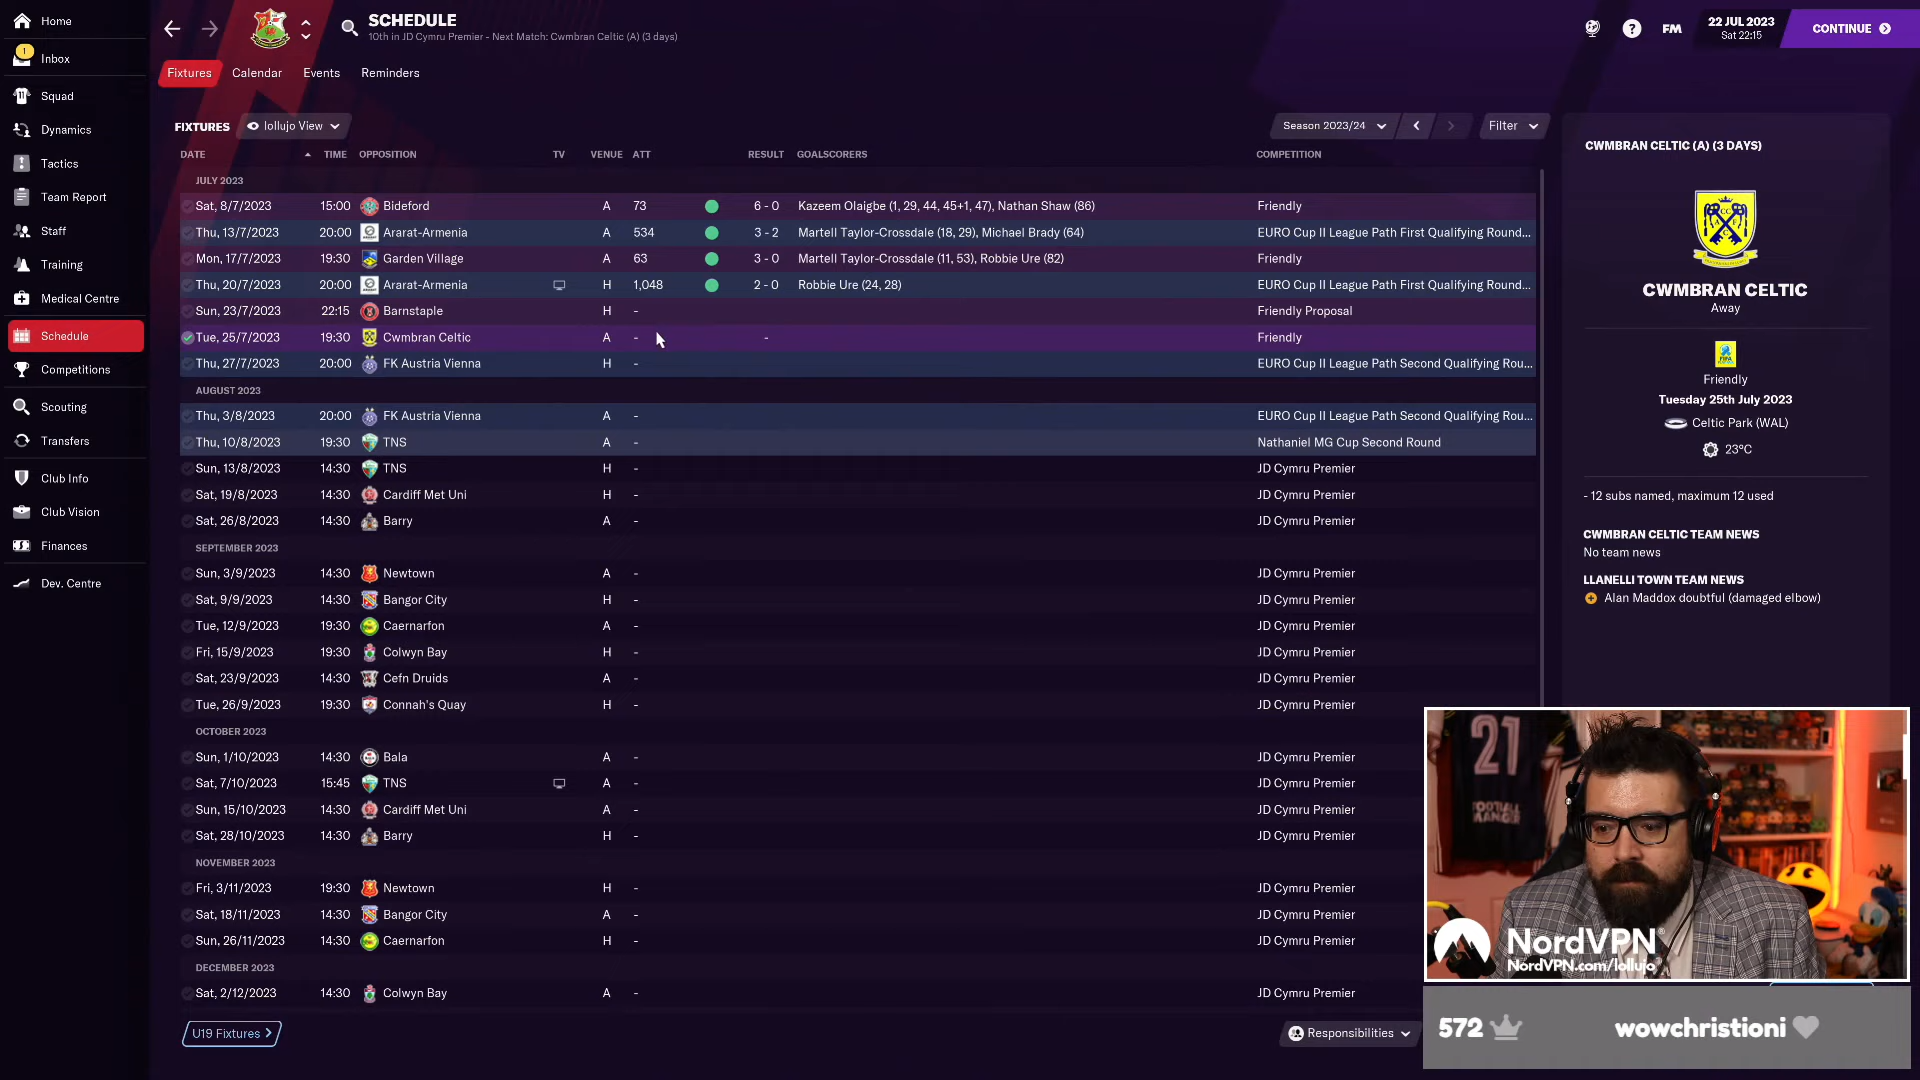 Home
Inbox
1
Squad
Dynamics
Tactics
Team Report
Staff
Training
Medical Centre
Schedule
Competitions
Scouting
Transfers
Club Info
Club Vision
Finances
Dev. Centre
SCHEDULE
10th in JD Cymru Premier - Next Match: Cwmbran Celtic (A) (3 days)
FM
22 JUL 2023
Sat 22:15
CONTINUE
Fixtures Calendar Events Reminders
FIXTURES lollujo View Season 2023/24 Filter
DATE TIME OPPOSITION TV VENUE ATT RESULT GOALSCORERS COMPETITION
JULY 2023
Sat, 8/7/2023 15:00 Bideford A 73 6 - 0 Kazeem Olaigbe (1, 29, 44, 45+1, 47), Nathan Shaw (86) Friendly
Thu, 13/7/2023 20:00 Ararat-Armenia A 534 3 - 2 Martell Taylor-Crossdale (18, 29), Michael Brady (64) EURO Cup II League Path First Qualifying Round...
Mon, 17/7/2023 19:30 Garden Village A 63 3 - 0 Martell Taylor-Crossdale (11, 53), Robbie Ure (82) Friendly
Thu, 20/7/2023 20:00 Ararat-Armenia H 1,048 2 - 0 Robbie Ure (24, 28) EURO Cup II League Path First Qualifying Round...
Sun, 23/7/2023 22:15 Barnstaple H - Friendly Proposal
Tue, 25/7/2023 19:30 Cwmbran Celtic A - - Friendly
Thu, 27/7/2023 20:00 FK Austria Vienna H - EURO Cup II League Path Second Qualifying Rou...
AUGUST 2023
Thu, 3/8/2023 20:00 FK Austria Vienna A - EURO Cup II League Path Second Qualifying Rou...
Thu, 10/8/2023 19:30 TNS A - Nathaniel MG Cup Second Round
Sun, 13/8/2023 14:30 TNS H - JD Cymru Premier
Sat, 19/8/2023 14:30 Cardiff Met Uni H - JD Cymru Premier
Sat, 26/8/2023 14:30 Barry A - JD Cymru Premier
SEPTEMBER 2023
Sun, 3/9/2023 14:30 Newtown A - JD Cymru Premier
Sat, 9/9/2023 14:30 Bangor City H - JD Cymru Premier
Tue, 12/9/2023 19:30 Caernarfon A - JD Cymru Premier
Fri, 15/9/2023 19:30 Colwyn Bay H - JD Cymru Premier
Sat, 23/9/2023 14:30 Cefn Druids A - JD Cymru Premier
Tue, 26/9/2023 19:30 Connah's Quay H - JD Cymru Premier
OCTOBER 2023
Sun, 1/10/2023 14:30 Bala A - JD Cymru Premier
Sat, 7/10/2023 15:45 TNS A - JD Cymru Premier
Sun, 15/10/2023 14:30 Cardiff Met Uni A - JD Cymru Premier
Sat, 28/10/2023 14:30 Barry H - JD Cymru Premier
NOVEMBER 2023
Fri, 3/11/2023 19:30 Newtown H - JD Cymru Premier
Sat, 18/11/2023 14:30 Bangor City A - JD Cymru Premier
Sun, 26/11/2023 14:30 Caernarfon H - JD Cymru Premier
DECEMBER 2023
Sat, 2/12/2023 14:30 Colwyn Bay A - JD Cymru Premier
U19 Fixtures
Responsibilities
CWMBRAN CELTIC (A) (3 DAYS)
CWMBRAN CELTIC
Away
Friendly
Tuesday 25th July 2023
Celtic Park (WAL)
23°C
- 12 subs named, maximum 12 used
CWMBRAN CELTIC TEAM NEWS
No team news
LLANELLI TOWN TEAM NEWS
Alan Maddox doubtful (damaged elbow)
21
FOOTBALL
MANGER
NordVPN®
NordVPN.com/lollujo
572 wowchristioni